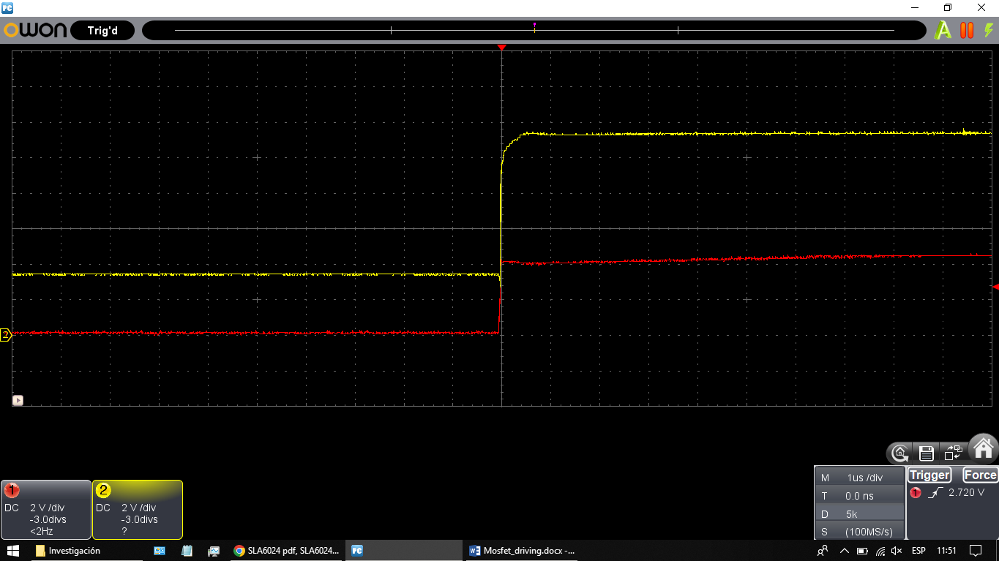 PC
OWON Trig'd A
2
1 2
DC 2 V /div DC 2 V /div
-3.0divs -3.0divs
<2Hz ?
M 1us /div
T 0.0 ns
D 5k
S (100MS/s)
Trigger Force
1 2.720 V
Investigación SLA6024 pdf, SLA6024... PC Mosfet_driving.docx -... ESP 11:51